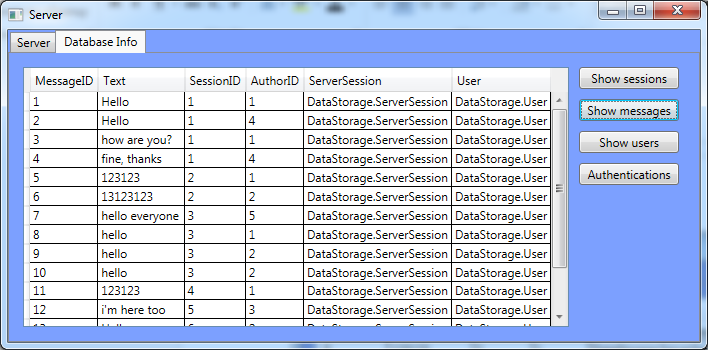 Server
Server Database Info
MessageID Text SessionID AuthorID ServerSession User
1 Hello 1 1 DataStorage.ServerSession DataStorage.User
2 Hello 1 4 DataStorage.ServerSession DataStorage.User
3 how are you? 1 1 DataStorage.ServerSession DataStorage.User
4 fine, thanks 1 4 DataStorage.ServerSession DataStorage.User
5 123123 2 1 DataStorage.ServerSession DataStorage.User
6 13123123 2 2 DataStorage.ServerSession DataStorage.User
7 hello everyone 3 5 DataStorage.ServerSession DataStorage.User
8 hello 3 1 DataStorage.ServerSession DataStorage.User
9 hello 3 2 DataStorage.ServerSession DataStorage.User
10 hello 3 2 DataStorage.ServerSession DataStorage.User
11 123123 4 1 DataStorage.ServerSession DataStorage.User
12 i'm here too 5 3 DataStorage.ServerSession DataStorage.User
Show sessions
Show messages
Show users
Authentications